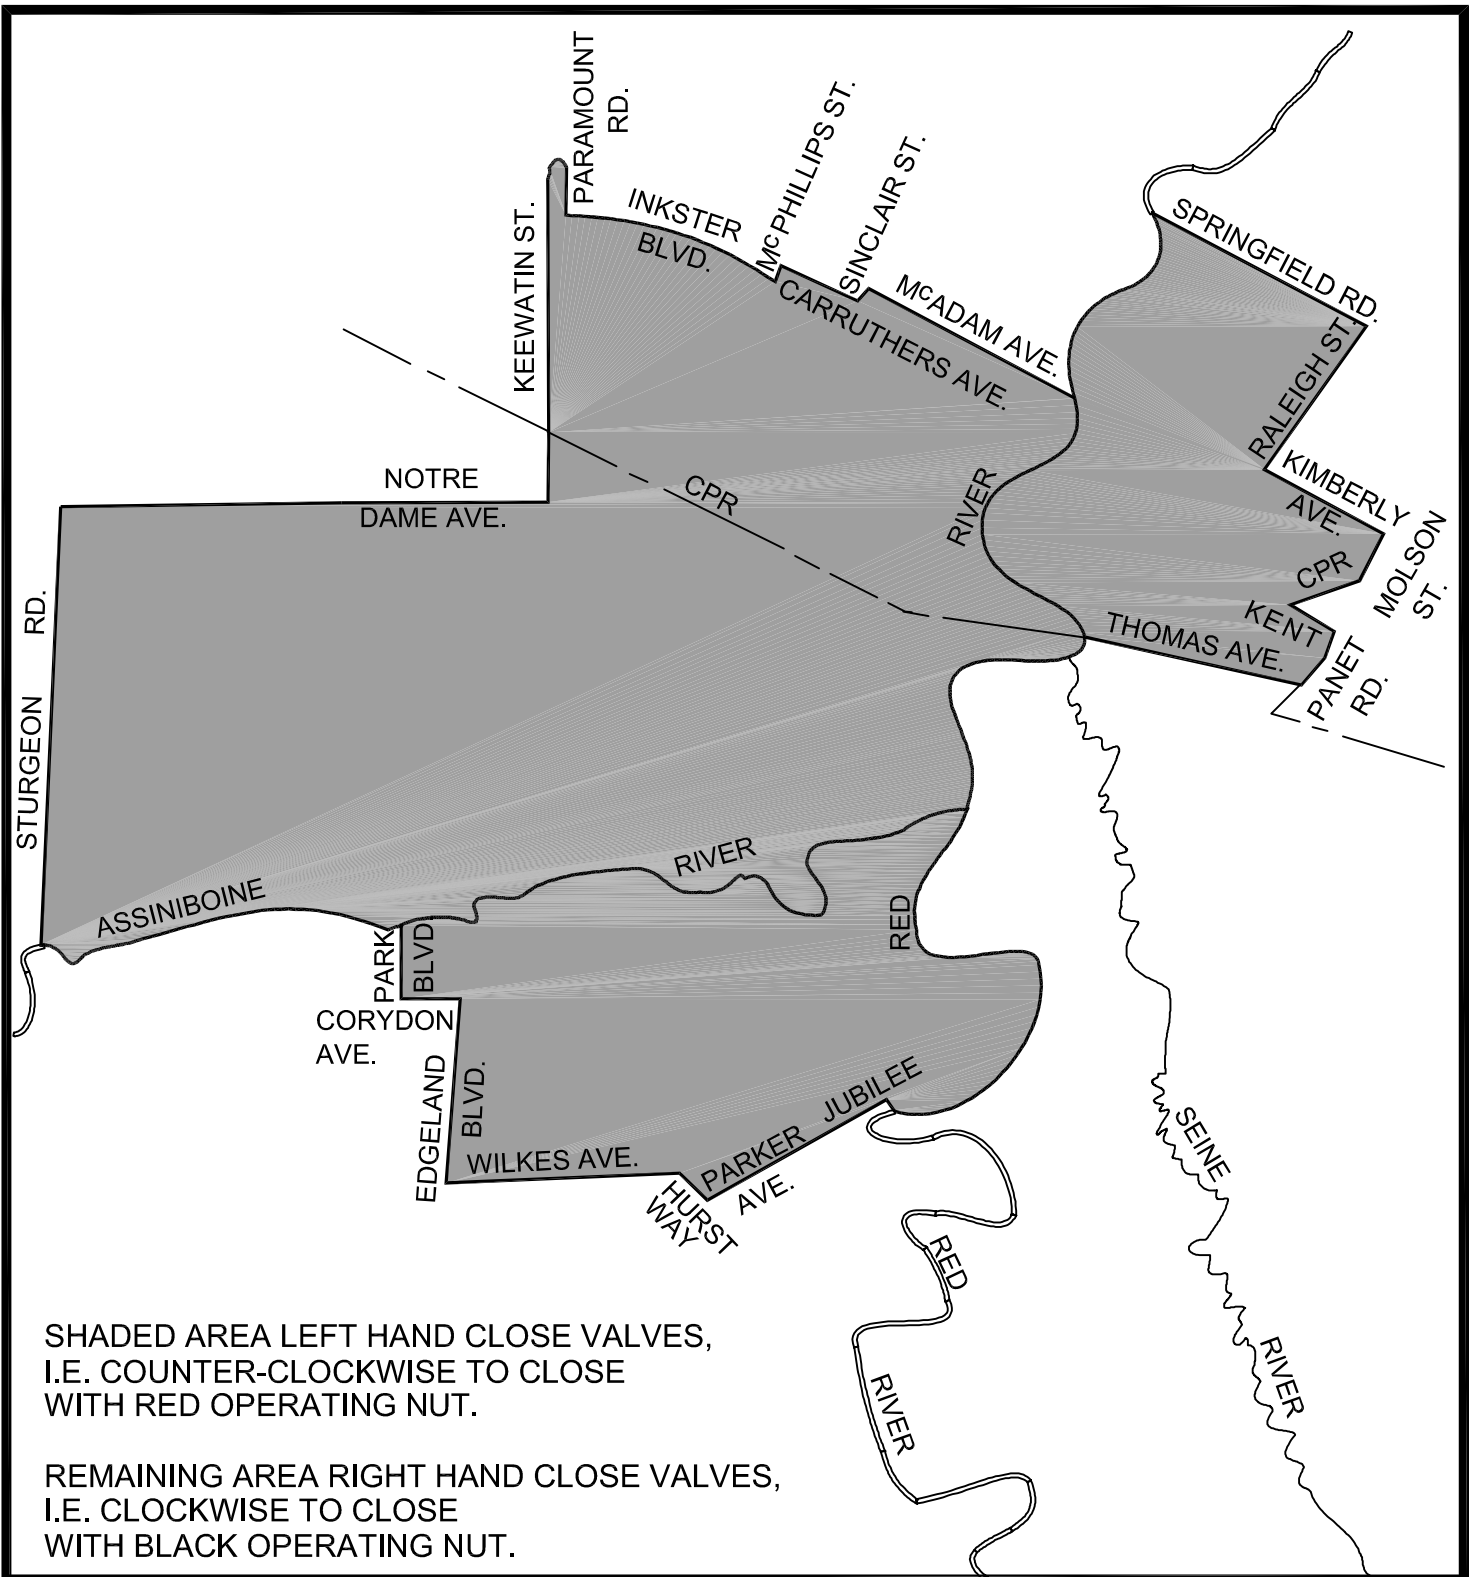 PARAMOUNT
RD.
KEEWATIN ST.
INKSTER
BLVD.
McPHILLIPS ST.
SINCLAIR ST.
CARRUTHERS AVE.
McADAM AVE.
SPRINGFIELD RD.
RALEIGH ST.
KIMBERLY
AVE.
MOLSON
ST.
CPR
KENT
THOMAS AVE.
PANET
RD.
NOTRE
DAME AVE.
CPR
RIVER
STURGEON RD.
ASSINIBOINE
RIVER
RED
PARK
BLVD.
CORYDON
AVE.
EDGELAND
BLVD.
WILKES AVE.
HURST
WAY
PARKER
AVE.
JUBILEE
SEINE
RIVER
RED
RIVER
SHADED AREA LEFT HAND CLOSE VALVES,
I.E. COUNTER-CLOCKWISE TO CLOSE
WITH RED OPERATING NUT.
REMAINING AREA RIGHT HAND CLOSE VALVES,
I.E. CLOCKWISE TO CLOSE
WITH BLACK OPERATING NUT.